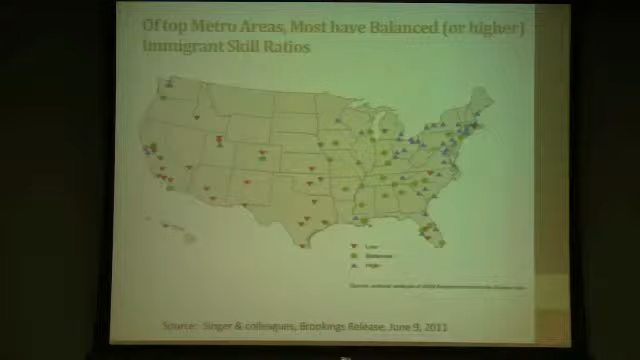 Of top Metro Areas, Most have Balanced (or higher)
Immigrant Skill Ratios
Low
Balanced
High
Source: Singer & colleagues, Brookings Release, June 9, 2011